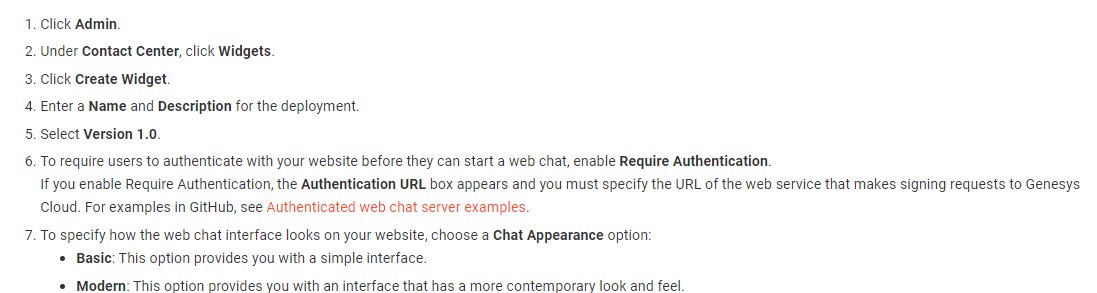 1. Click Admin.
2. Under Contact Center, click Widgets.
3. Click Create Widget.
4. Enter a Name and Description for the deployment.
5. Select Version 1.0.
6. To require users to authenticate with your website before they can start a web chat, enable Require Authentication.
If you enable Require Authentication, the Authentication URL box appears and you must specify the URL of the web service that makes signing requests to Genesys
Cloud. For examples in GitHub, see Authenticated web chat server examples.
7. To specify how the web chat interface looks on your website, choose a Chat Appearance option:
• Basic: This option provides you with a simple interface.
• Modern: This option provides you with an interface that has a more contemporary look and feel.